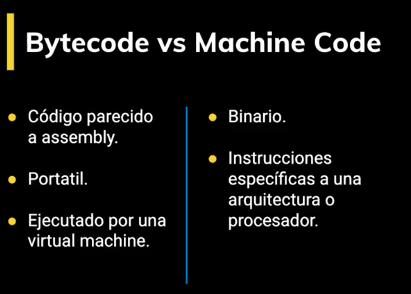 Bytecode vs Machine Code
Código parecido
a assembly.
Portatil.
Ejecutado por una
virtual machine.
Binario.
Instrucciones
específicas a una
arquitectura o
procesador.